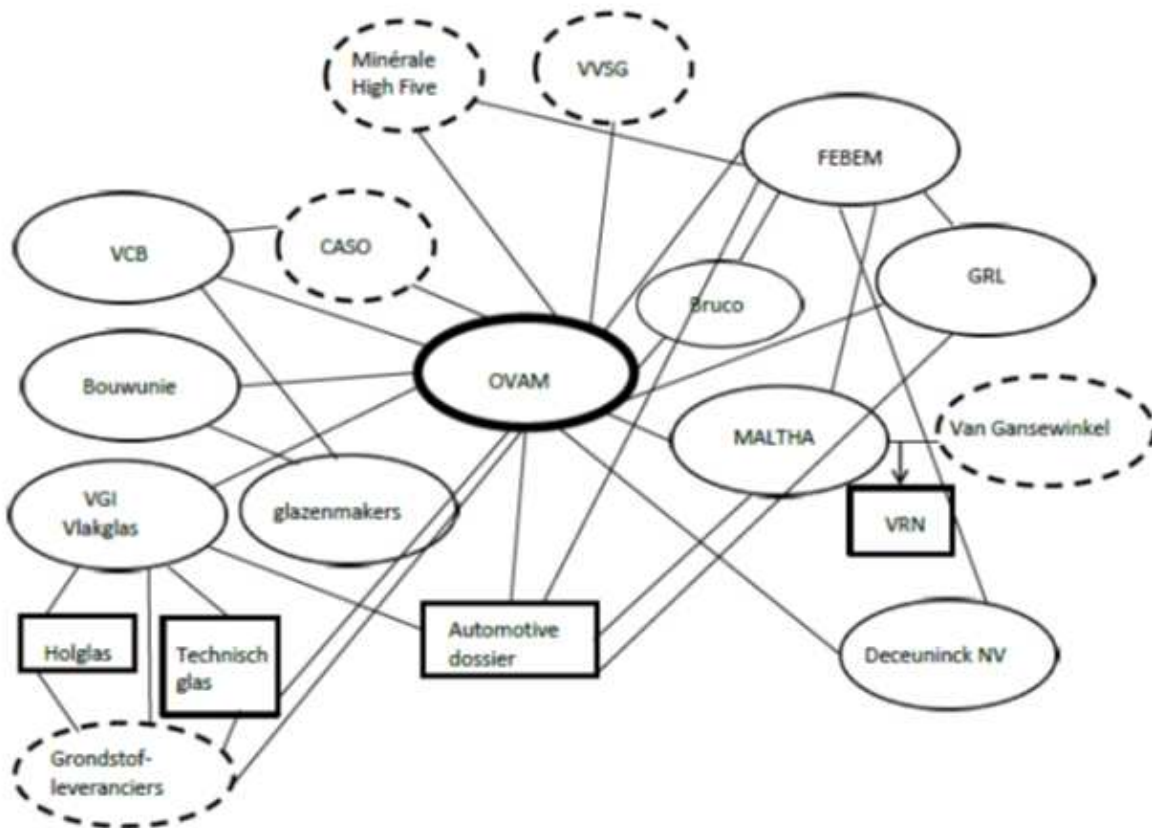 Minérale
High Five
VVSG
FEBEM
VCB
CASO
GRL
Bruco
Bouwunie
OVAM
MALTHA
Van Gansewinkel
VGI
Vlakglas
glazenmakers
VRN
Holglas
Technisch
glas
Automotive
dossier
Deceuninck NV
Grondstof-
leveranciers